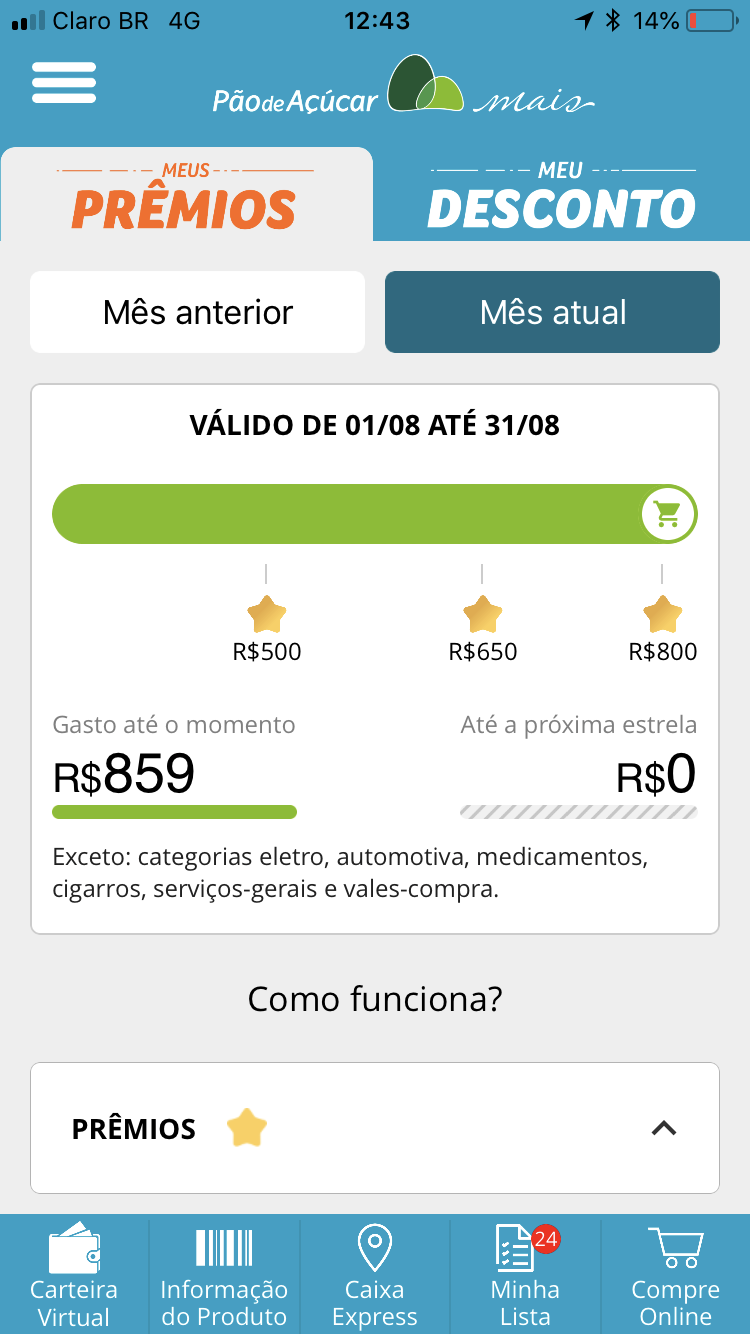 Claro BR 4G 12:43 14%
Pão de Açúcar mais
MEUS
PRÊMIOS
MEU
DESCONTO
Mês anterior
Mês atual
VÁLIDO DE 01/08 ATÉ 31/08
R$500
R$650
R$800
Gasto até o momento
R$859
Até a próxima estrela
R$0
Exceto: categorias eletro, automotiva, medicamentos,
cigarros, serviços-gerais e vales-compra.
Como funciona?
PRÊMIOS
Carteira
Virtual
Informação
do Produto
Caixa
Express
24
Minha
Lista
Compre
Online